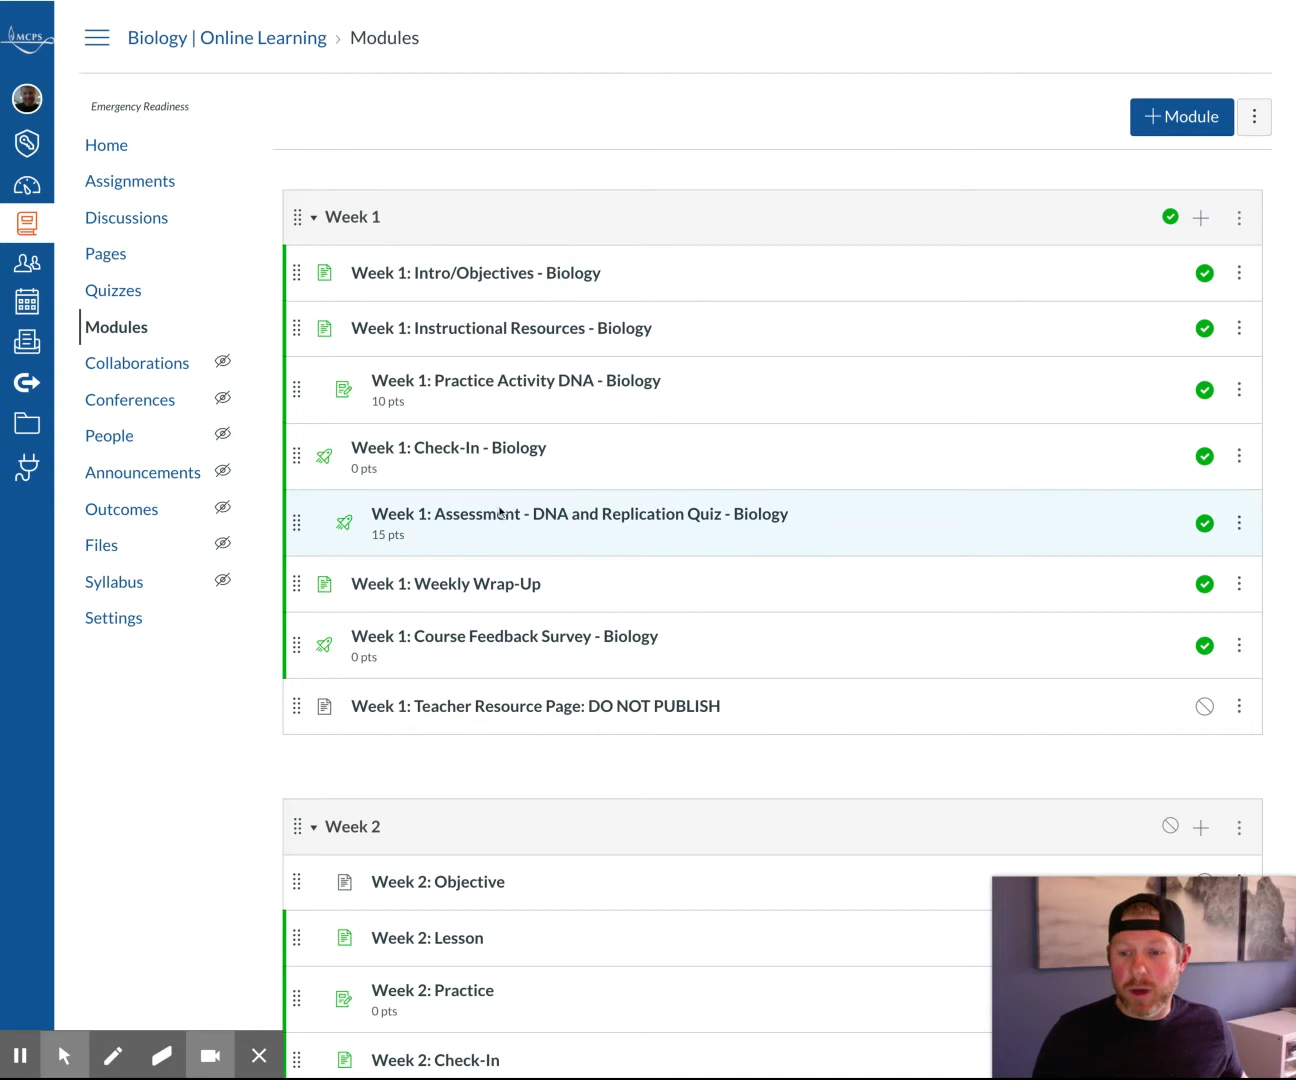 MCPS
Biology | Online Learning › Modules
Emergency Readiness
+ Module
Home
Assignments
Discussions
Pages
Quizzes
Modules
Collaborations
Conferences
People
Announcements
Outcomes
Files
Syllabus
Settings
Week 1
Week 1: Intro/Objectives - Biology
Week 1: Instructional Resources - Biology
Week 1: Practice Activity DNA - Biology
10 pts
Week 1: Check-In - Biology
0 pts
Week 1: Assessment - DNA and Replication Quiz - Biology
15 pts
Week 1: Weekly Wrap-Up
Week 1: Course Feedback Survey - Biology
0 pts
Week 1: Teacher Resource Page: DO NOT PUBLISH
Week 2
Week 2: Objective
Week 2: Lesson
Week 2: Practice
0 pts
Week 2: Check-In